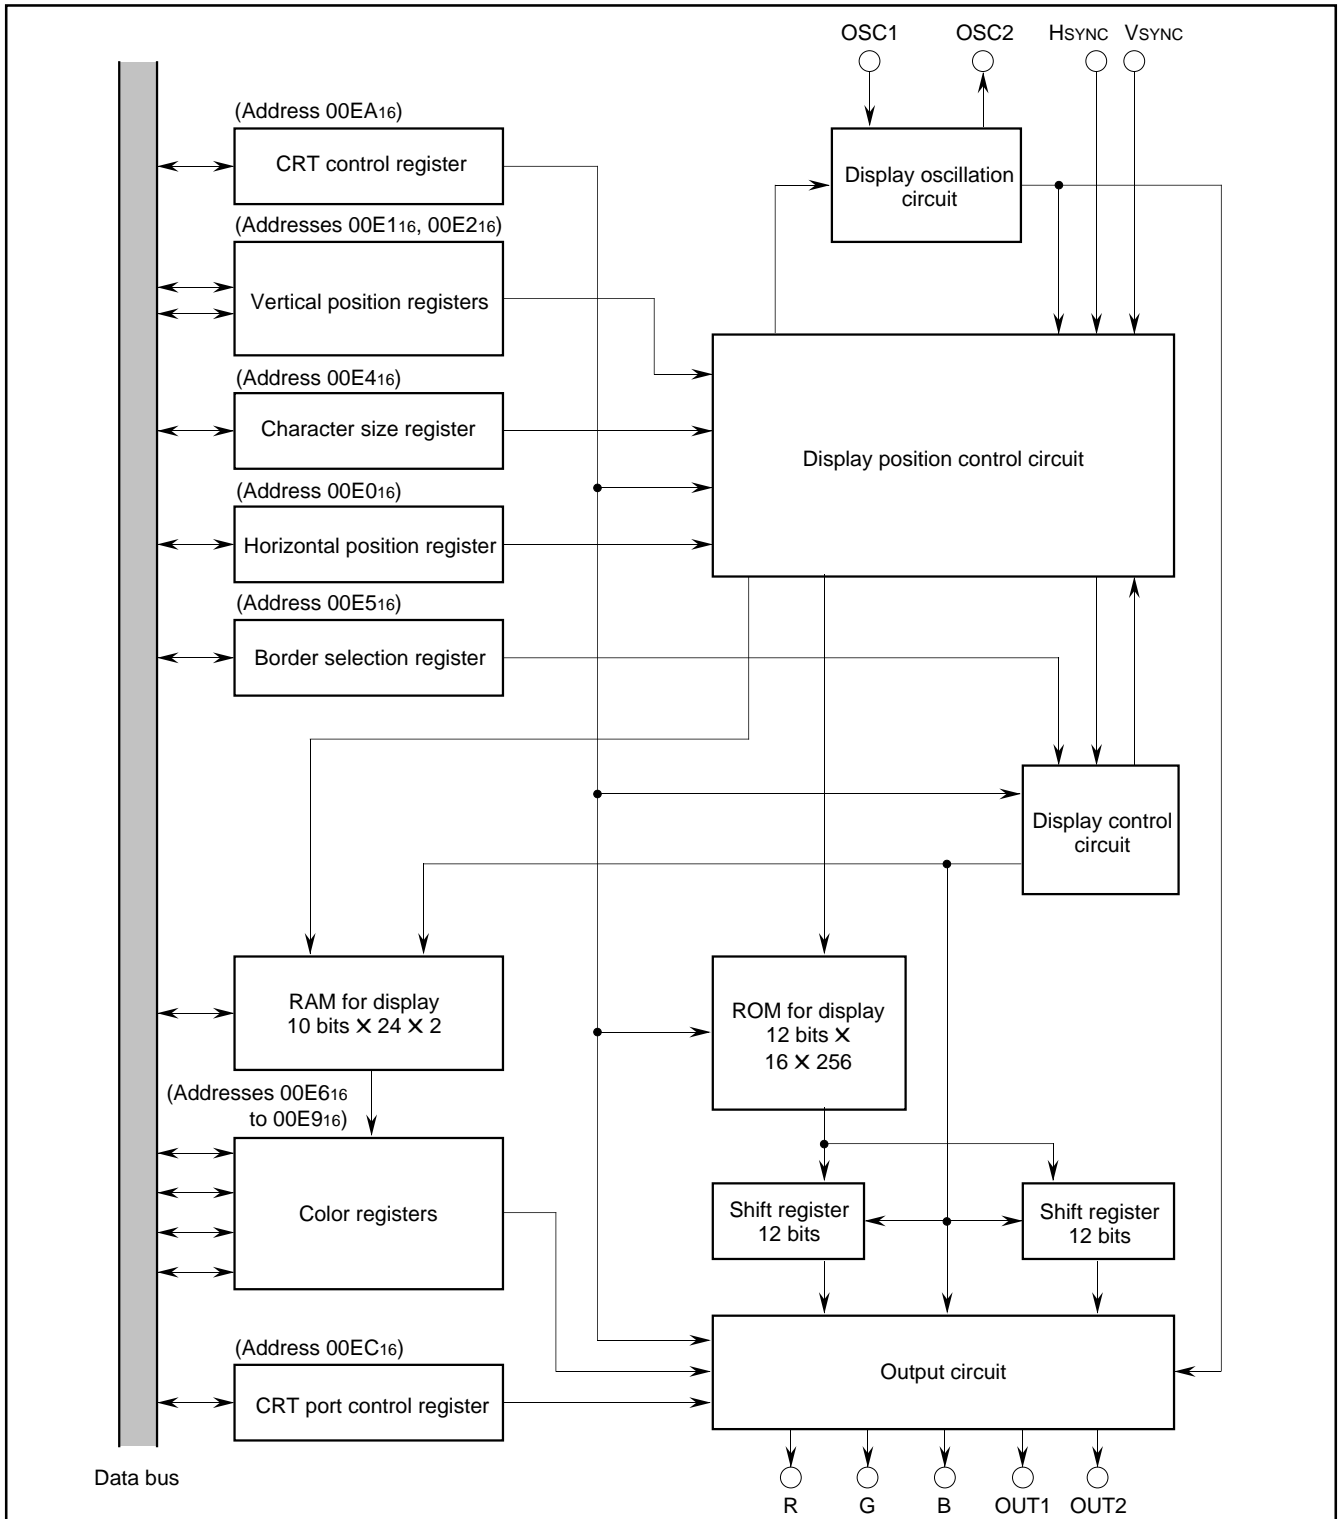 OSC1 OSC2 HSYNC VSYNC
(Address 00EA16)
CRT control register
Display oscillation
circuit
(Addresses 00E116, 00E216)
Vertical position registers
(Address 00E416)
Character size register
Display position control circuit
(Address 00E016)
Horizontal position register
(Address 00E516)
Border selection register
Display control
circuit
RAM for display
10 bits × 24 × 2
ROM for display
12 bits ×
16 × 256
(Addresses 00E616
to 00E916)
Color registers
Shift register
12 bits
Shift register
12 bits
(Address 00EC16)
CRT port control register
Output circuit
Data bus
R G B OUT1 OUT2